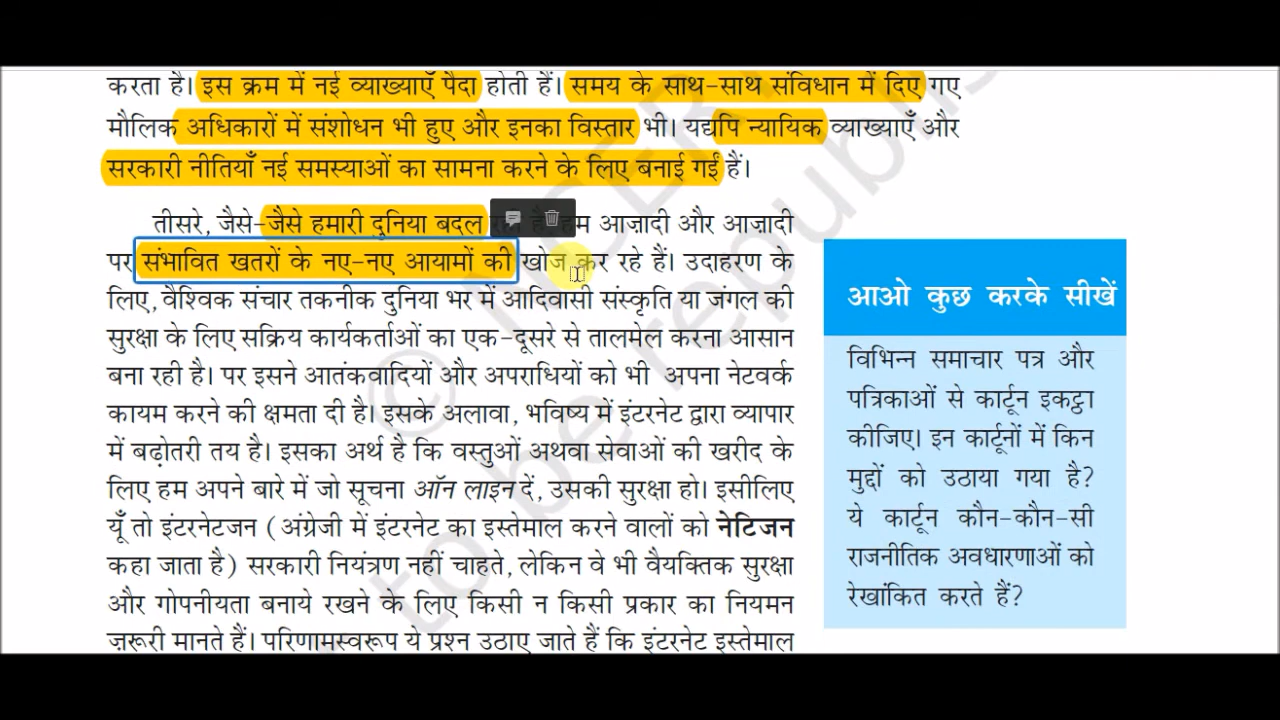 करता है। इस क्रम में नई व्याख्याएँ पैदा होती हैं। समय के साथ-साथ संविधान में दिए गए
मौलिक अधिकारों में संशोधन भी हुए और इनका विस्तार भी। यद्यपि न्यायिक व्याख्याएँ और
सरकारी नीतियाँ नई समस्याओं का सामना करने के लिए बनाई गईं हैं।
तीसरे, जैसे-जैसे हमारी दुनिया बदल हम आज़ादी और आज़ादी
पर संभावित खतरों के नए-नए आयामों की खोज कर रहे हैं। उदाहरण के
लिए, वैश्विक संचार तकनीक दुनिया भर में आदिवासी संस्कृति या जंगल की
सुरक्षा के लिए सक्रिय कार्यकर्ताओं का एक-दूसरे से तालमेल करना आसान
बना रही है। पर इसने आतंकवादियों और अपराधियों को भी अपना नेटवर्क
कायम करने की क्षमता दी है। इसके अलावा, भविष्य में इंटरनेट द्वारा व्यापार
में बढ़ोतरी तय है। इसका अर्थ है कि वस्तुओं अथवा सेवाओं की खरीद के
लिए हम अपने बारे में जो सूचना ऑन लाइन दें, उसकी सुरक्षा हो। इसीलिए
यूँ तो इंटरनेटजन (अंग्रेजी में इंटरनेट का इस्तेमाल करने वालों को नेटिजन
कहा जाता है) सरकारी नियंत्रण नहीं चाहते, लेकिन वे भी वैयक्तिक सुरक्षा
और गोपनीयता बनाये रखने के लिए किसी न किसी प्रकार का नियमन
ज़रूरी मानते हैं। परिणामस्वरूप ये प्रश्न उठाए जाते हैं कि इंटरनेट इस्तेमाल
आओ कुछ करके सीखें
विभिन्न समाचार पत्र और
पत्रिकाओं से कार्टून इकट्ठा
कीजिए। इन कार्टूनों में किन
मुद्दों को उठाया गया है?
ये कार्टून कौन-कौन-सी
राजनीतिक अवधारणाओं को
रेखांकित करते हैं?
© NCERT
to be republis